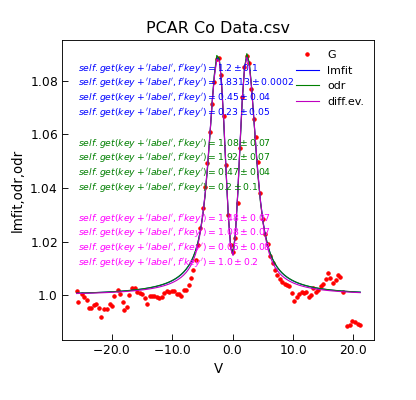 PCAR Co Data.csv
G
lmfit
odr
diff.ev.
self.get(key+'label', f'key') = 1.2 ± 0.1
self.get(key+'label', f'key') = 1.8313 ± 0.0002
self.get(key+'label', f'key') = 0.45 ± 0.04
self.get(key+'label', f'key') = 0.23 ± 0.05
self.get(key+'label', f'key') = 1.08 ± 0.07
self.get(key+'label', f'key') = 1.92 ± 0.07
self.get(key+'label', f'key') = 0.47 ± 0.04
self.get(key+'label', f'key') = 0.2 ± 0.1
self.get(key+'label', f'key') = ± 0.07
self.get(key+'label', f'key') = ± 0.07
self.get(key+'label', f'key') = ± 0.08
self.get(key+'label', f'key') = 1.0 ± 0.2
1.08
1.06
1.04
1.02
1.0
lmfit,odr,odr
−20.0
−10.0
0.0
10.0
20.0
V